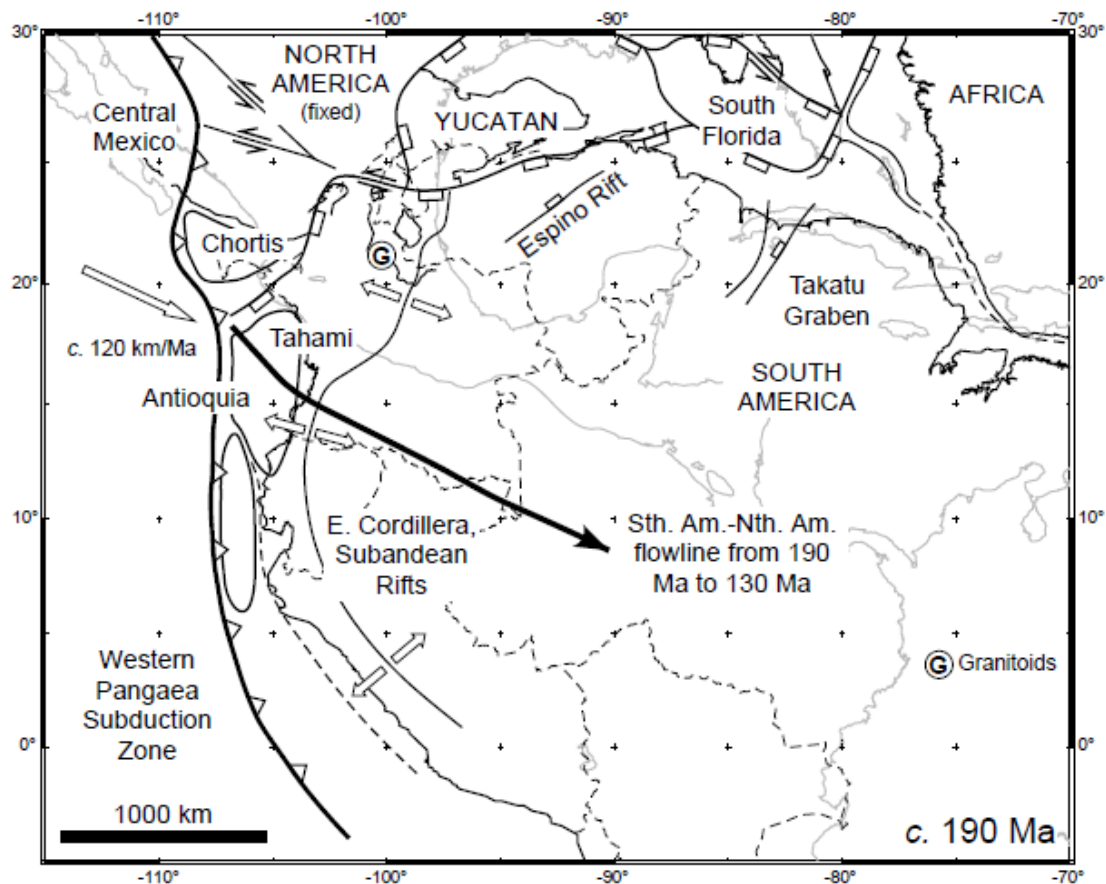 -110°
-100°
-90°
-80°
-70°
30°
30°
NORTH
AMERICA
(fixed)
Central
Mexico
YUCATAN
South
Florida
AFRICA
Espino Rift
Chortis
G
20°
20°
Takatu
Graben
Tahami
c. 120 km/Ma
Antioquia
SOUTH
AMERICA
10°
10°
E. Cordillera,
Subandean
Rifts
Sth. Am.-Nth. Am.
flowline from 190
Ma to 130 Ma
Western
Pangaea
Subduction
Zone
G Granitoids
0°
0°
1000 km
c. 190 Ma
-110°
-100°
-90°
-80°
-70°